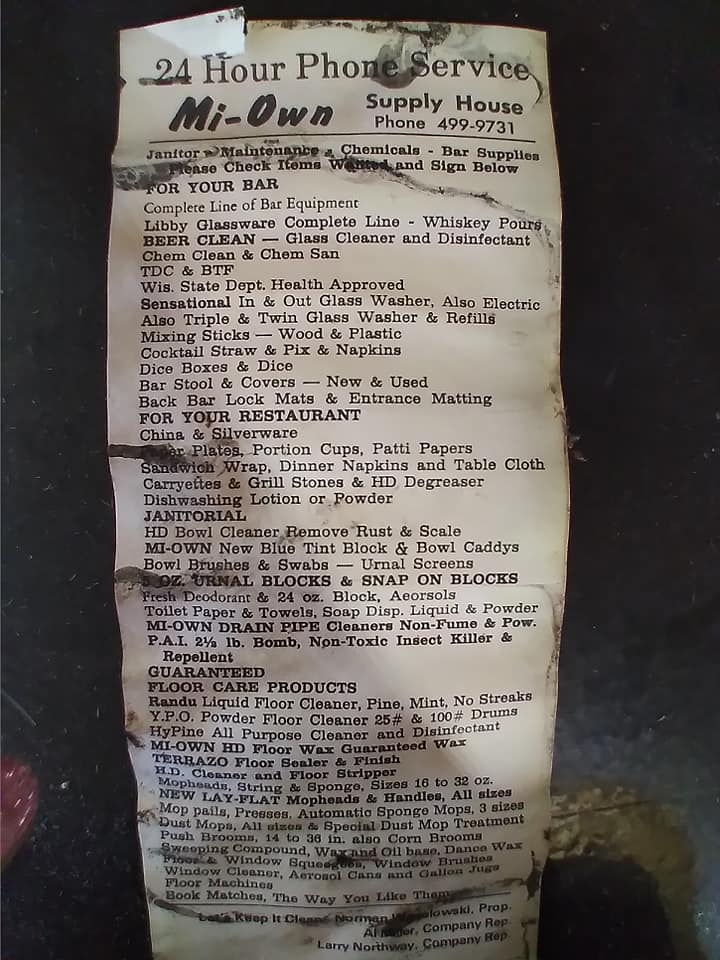 24 Hour Phone Service
Mi-Own Supply House
Phone 499-9731
Janitor - Maintenance - Chemicals - Bar Supplies
Please Check Items Wanted and Sign Below
FOR YOUR BAR
Complete Line of Bar Equipment
Libby Glassware Complete Line - Whiskey Pours
BEER CLEAN — Glass Cleaner and Disinfectant
Chem Clean & Chem San
TDC & BTF
Wis. State Dept. Health Approved
Sensational In & Out Glass Washer, Also Electric
Also Triple & Twin Glass Washer & Refills
Mixing Sticks — Wood & Plastic
Cocktail Straw & Pix & Napkins
Dice Boxes & Dice
Bar Stool & Covers — New & Used
Back Bar Lock Mats & Entrance Matting
FOR YOUR RESTAURANT
China & Silverware
Paper Plates, Portion Cups, Patti Papers
Sandwich Wrap, Dinner Napkins and Table Cloth
Carryettes & Grill Stones & HD Degreaser
Dishwashing Lotion or Powder
JANITORIAL
HD Bowl Cleaner Remove Rust & Scale
MI-OWN New Blue Tint Block & Bowl Caddys
Bowl Brushes & Swabs — Urnal Screens
5 OZ. URNAL BLOCKS & SNAP ON BLOCKS
Fresh Deodorant & 24 oz. Block, Aeorsols
Toilet Paper & Towels, Soap Disp. Liquid & Powder
MI-OWN DRAIN PIPE Cleaners Non-Fume & Pow.
P.A.I. 2½ lb. Bomb, Non-Toxic Insect Killer &
Repellent
GUARANTEED
FLOOR CARE PRODUCTS
Randu Liquid Floor Cleaner, Pine, Mint, No Streaks
Y.P.O. Powder Floor Cleaner 25# & 100# Drums
HyPine All Purpose Cleaner and Disinfectant
MI-OWN HD Floor Wax Guaranteed Wax
TERRAZO Floor Sealer & Finish
H.D. Cleaner and Floor Stripper
Mopheads, String & Sponge, Sizes 16 to 32 oz.
NEW LAY-FLAT Mopheads & Handles, All sizes
Mop pails, Presses, Automatic Sponge Mops, 3 sizes
Dust Mops, All sizes & Special Dust Mop Treatment
Push Brooms, 14 to 36 in. also Corn Brooms
Sweeping Compound, Wax and Oil base, Dance Wax
Floor & Window Squeegees, Window Brushes
Window Cleaner, Aerosol Cans and Gallon Jugs
Floor Machines
Book Matches, The Way You Like Them
Let's Keep It Clean Norman Prop.
Al Company Rep.
Larry Northway, Company Rep.